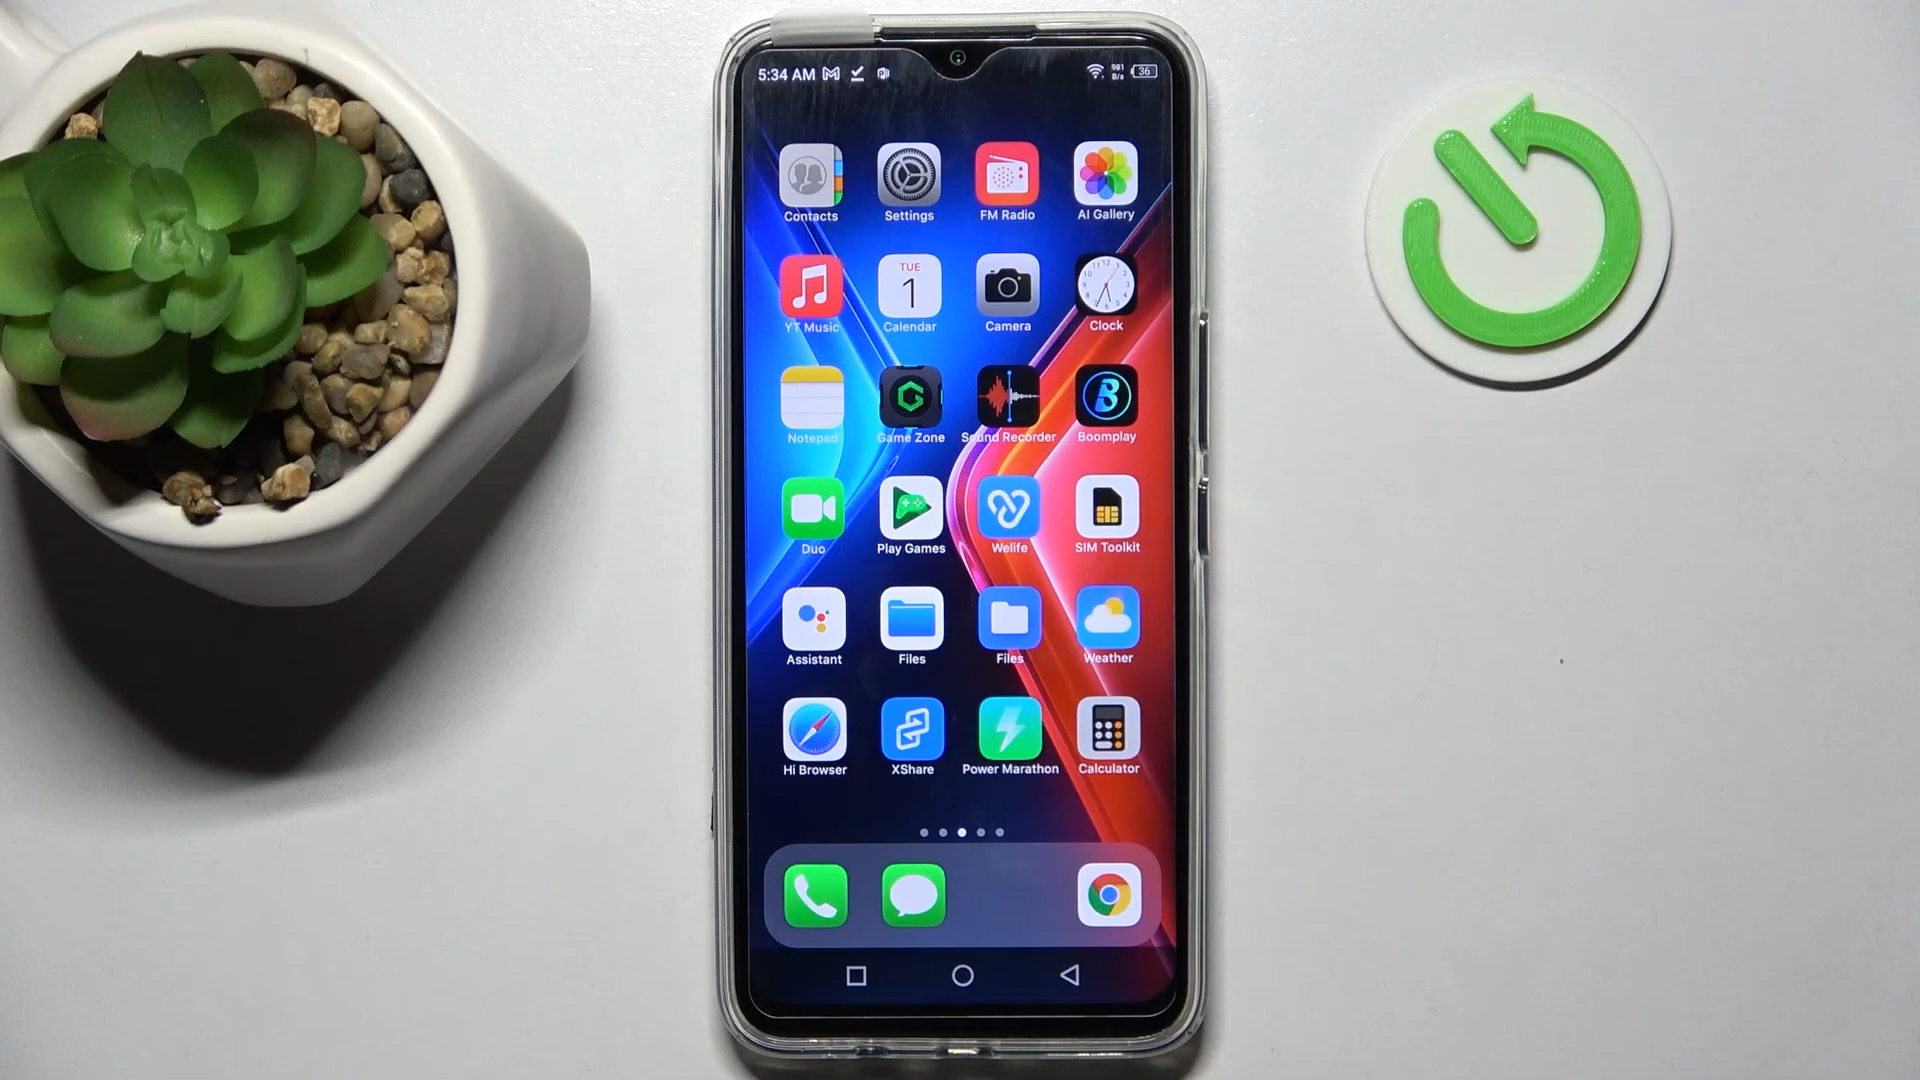 5:34 AM 981 B/s 36
Contacts Settings FM Radio AI Gallery
TUE
1
YT Music Calendar Camera Clock
Notepad Game Zone Sound Recorder Boomplay
Duo Play Games Welife SIM Toolkit
Assistant Files Files Weather
Hi Browser XShare Power Marathon Calculator